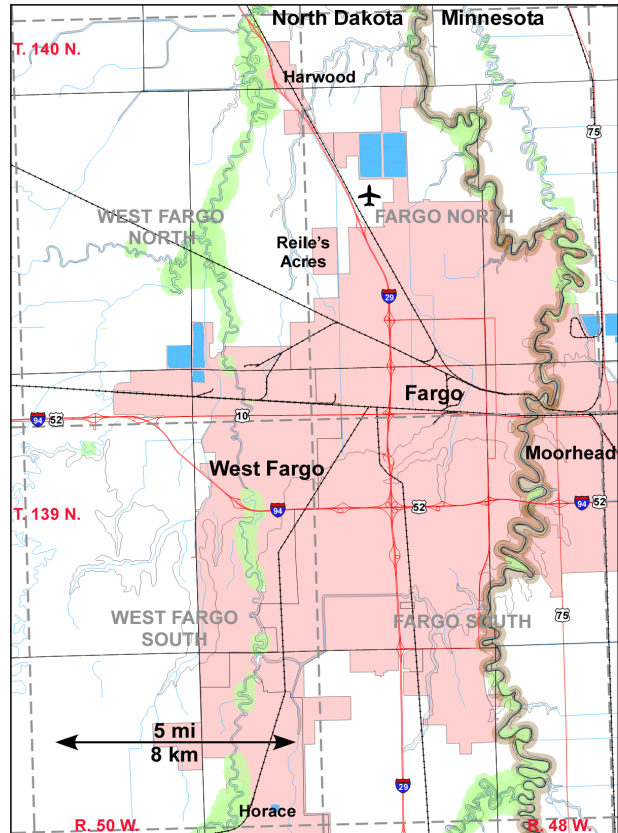 North Dakota
Minnesota
T. 140 N.
Harwood
75
WEST FARGO
NORTH
FARGO NORTH
Reile's
Acres
29
Fargo
94
52
10
Moorhead
West Fargo
T. 139 N.
94
52
94
52
WEST FARGO
SOUTH
FARGO SOUTH
75
5 mi
8 km
29
Horace
R. 50 W.
R. 48 W.